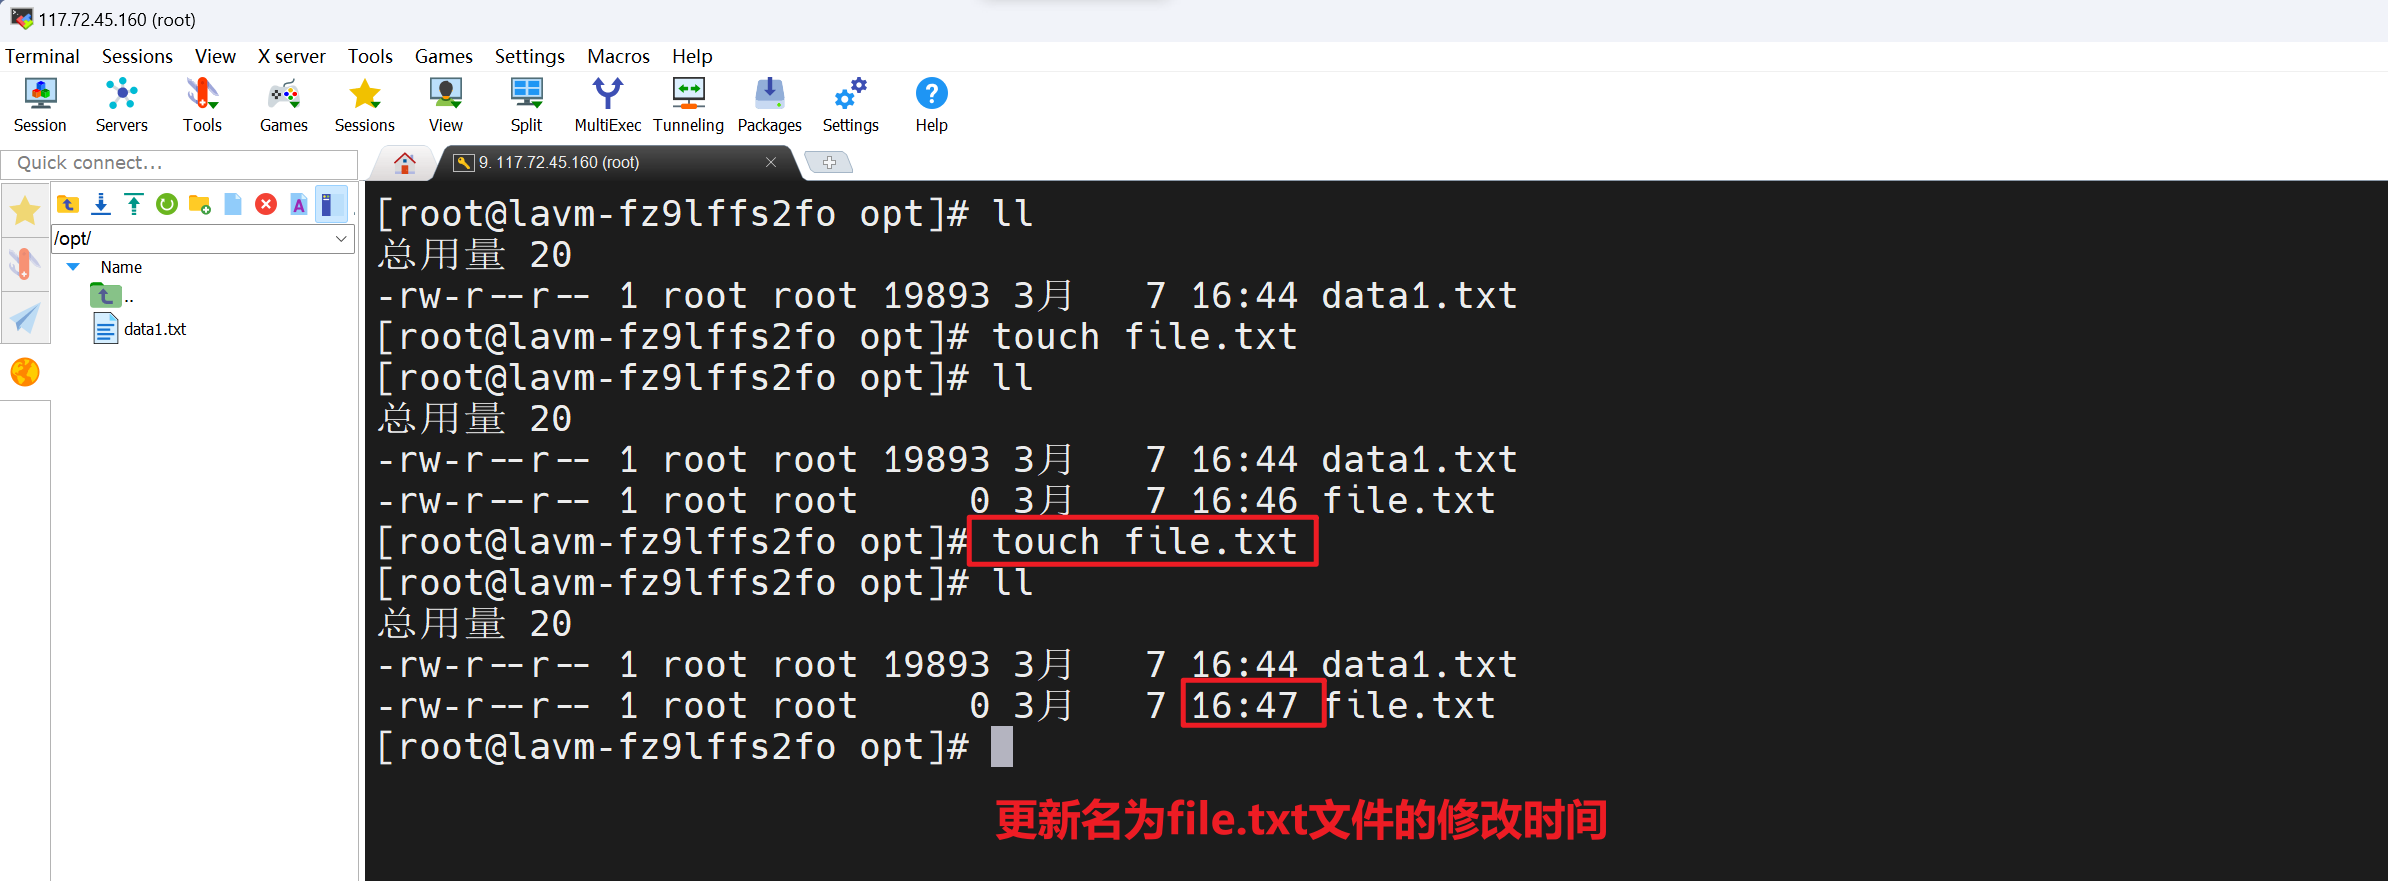 117.72.45.160 (root)
Terminal Sessions View X server Tools Games Settings Macros Help
Session Servers Tools Games Sessions View Split MultiExec Tunneling Packages Settings Help
Quick connect...
9. 117.72.45.160 (root)
/opt/
Name
..
data1.txt
[root@lavm-fz9lffs2fo opt]# ll
总用量 20
-rw-r--r-- 1 root root 19893 3月   7 16:44 data1.txt
[root@lavm-fz9lffs2fo opt]# touch file.txt
[root@lavm-fz9lffs2fo opt]# ll
总用量 20
-rw-r--r-- 1 root root 19893 3月   7 16:44 data1.txt
-rw-r--r-- 1 root root     0 3月   7 16:46 file.txt
[root@lavm-fz9lffs2fo opt]# touch file.txt
[root@lavm-fz9lffs2fo opt]# ll
总用量 20
-rw-r--r-- 1 root root 19893 3月   7 16:44 data1.txt
-rw-r--r-- 1 root root     0 3月   7 16:47 file.txt
[root@lavm-fz9lffs2fo opt]#
更新名为file.txt文件的修改时间